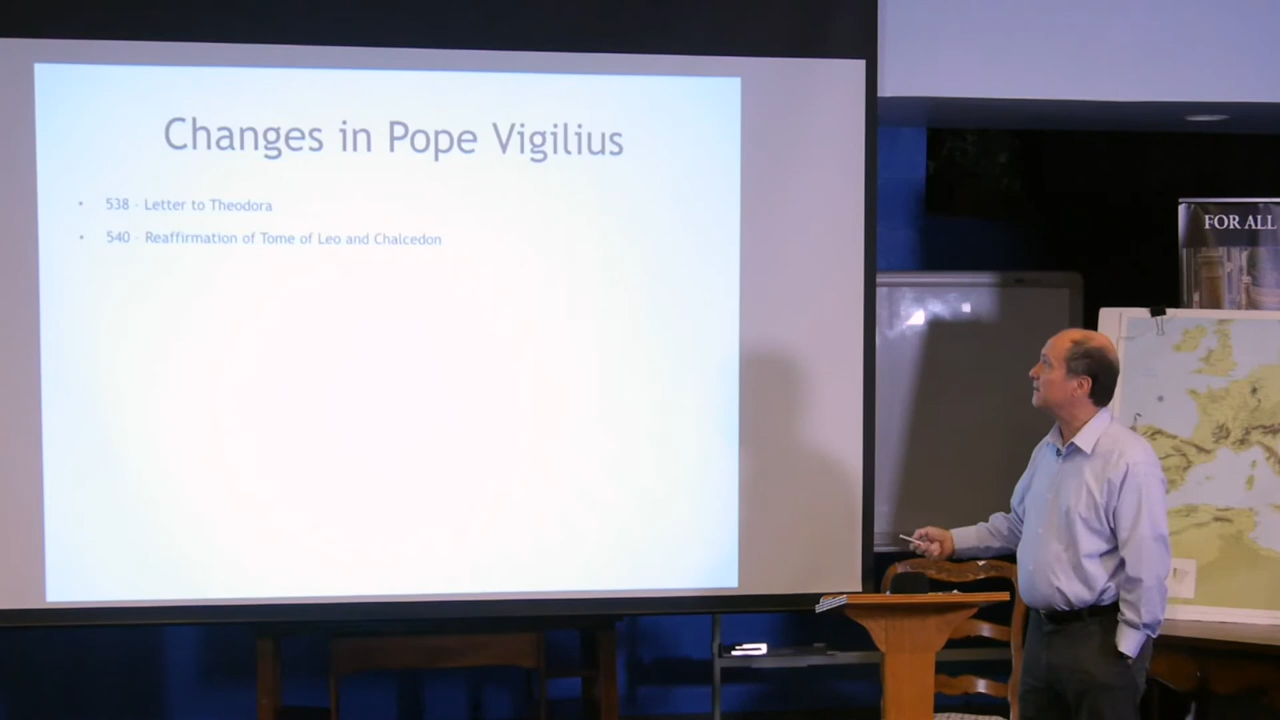 Changes in Pope Vigilius
• 538 - Letter to Theodora
• 540 - Reaffirmation of Tome of Leo and Chalcedon
FOR ALL